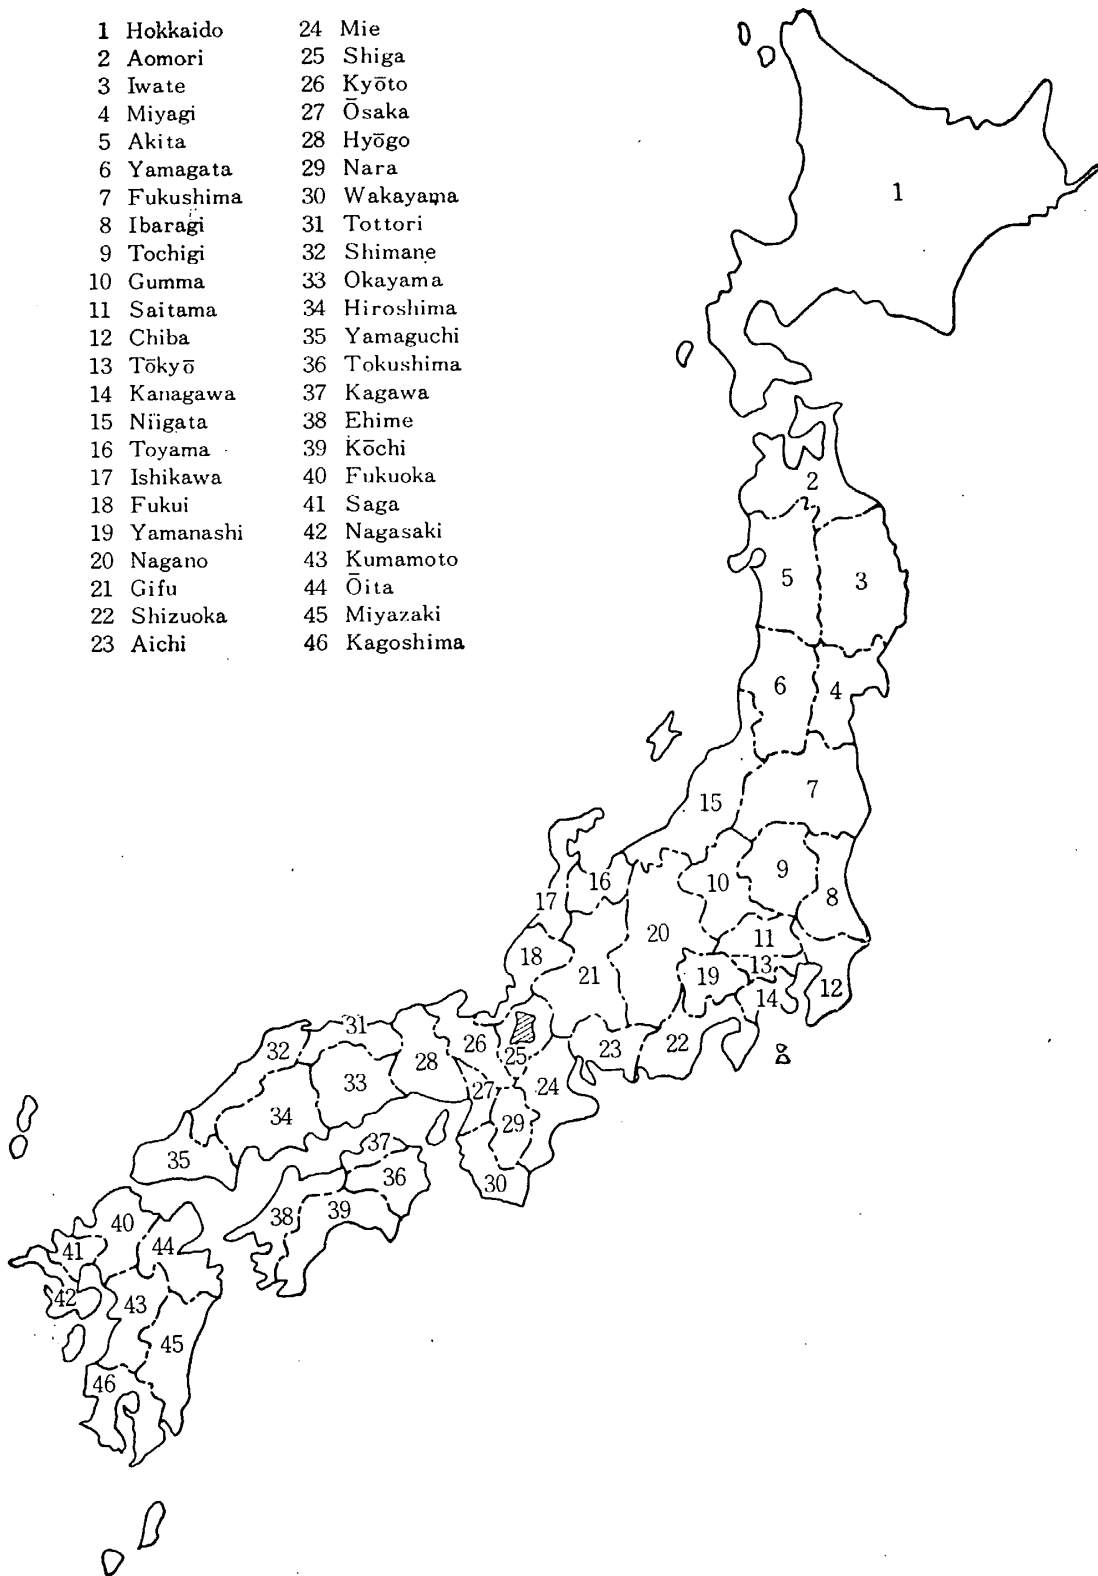 1 Hokkaido
2 Aomori
3 Iwate
4 Miyagi
5 Akita
6 Yamagata
7 Fukushima
8 Ibaragi
9 Tochigi
10 Gumma
11 Saitama
12 Chiba
13 Tōkyō
14 Kanagawa
15 Niigata
16 Toyama
17 Ishikawa
18 Fukui
19 Yamanashi
20 Nagano
21 Gifu
22 Shizuoka
23 Aichi
24 Mie
25 Shiga
26 Kyōto
27 Ōsaka
28 Hyōgo
29 Nara
30 Wakayama
31 Tottori
32 Shimane
33 Okayama
34 Hiroshima
35 Yamaguchi
36 Tokushima
37 Kagawa
38 Ehime
39 Kōchi
40 Fukuoka
41 Saga
42 Nagasaki
43 Kumamoto
44 Ōita
45 Miyazaki
46 Kagoshima
1
2
5
3
6
4
7
15
9
10
16
8
17
20
11
18
13
21
19
12
14
31
26
23
22
32
25
28
33
27
24
34
29
37
35
36
30
39
38
40
44
41
42
43
45
46